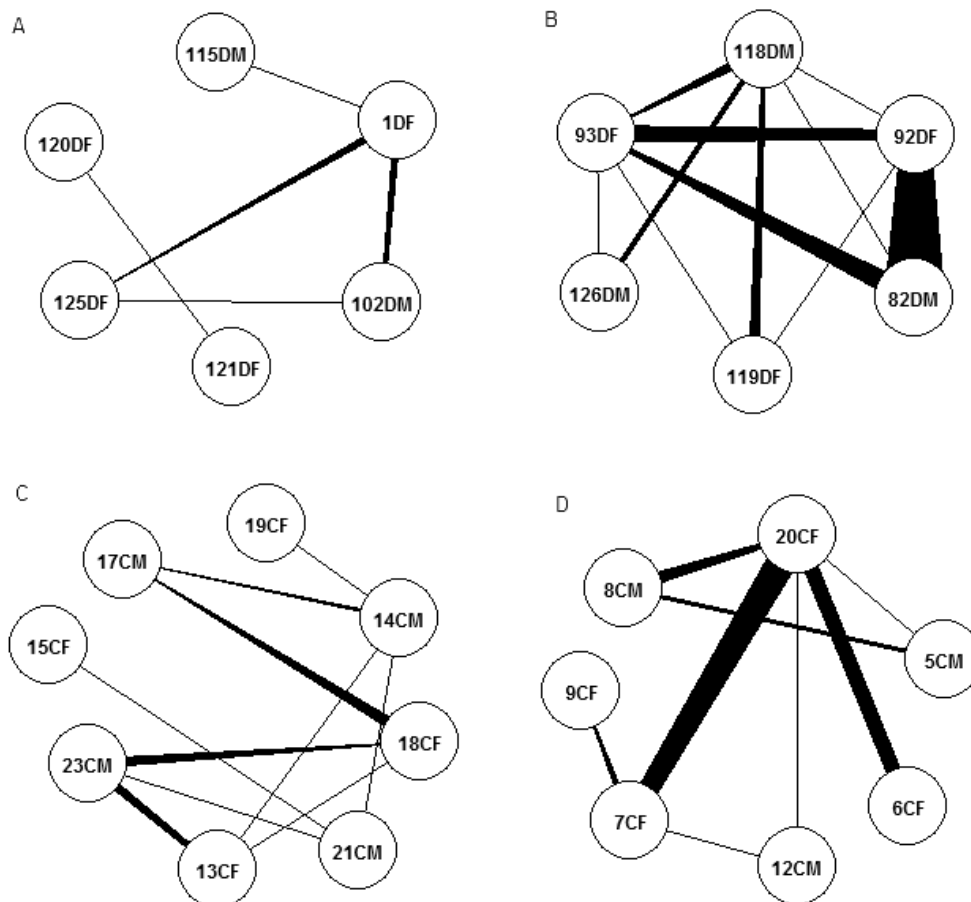 A
115DM
1DF
120DF
125DF
102DM
121DF
B
118DM
93DF
92DF
126DM
82DM
119DF
C
19CF
17CM
14CM
15CF
18CF
23CM
21CM
13CF
D
20CF
8CM
5CM
9CF
6CF
7CF
12CM